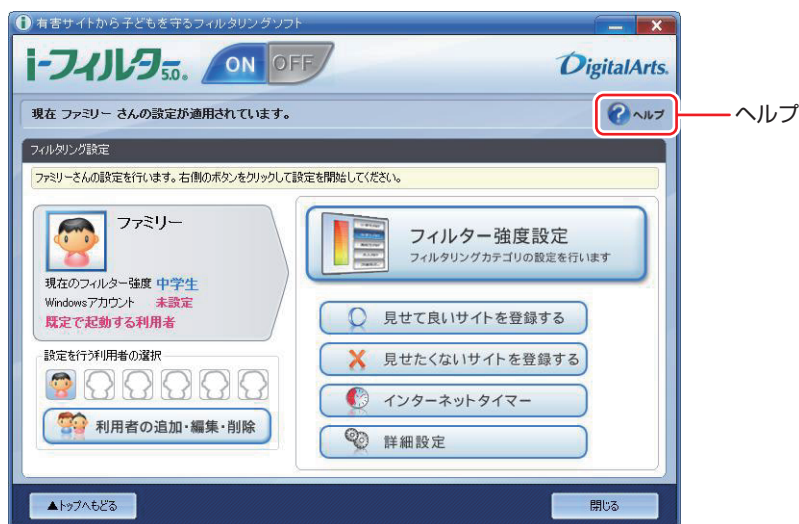 有害サイトから子どもを守るフィルタリングソフト
i-フィルター5.0.
ON OFF
DigitalArts.
現在 ファミリー さんの設定が適用されています。
ヘルプ
ヘルプ
フィルタリング設定
ファミリーさんの設定を行います。右側のボタンをクリックして設定を開始してください。
ファミリー
現在のフィルター強度 中学生
Windowsアカウント 未設定
既定で起動する利用者
設定を行う利用者の選択
利用者の追加・編集・削除
フィルター強度設定
フィルタリングカテゴリの設定を行います
見せて良いサイトを登録する
見せたくないサイトを登録する
インターネットタイマー
詳細設定
▲トップへもどる
閉じる